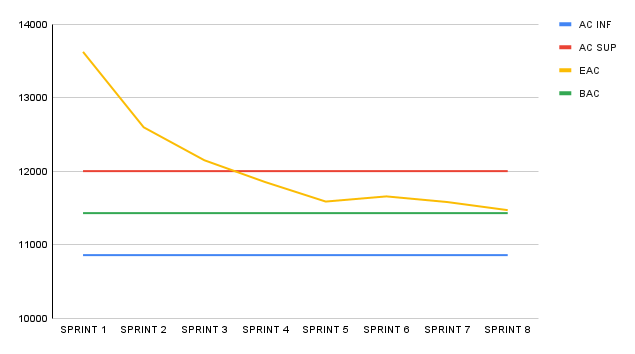 14000
13000
12000
11000
10000
SPRINT 1 SPRINT 2 SPRINT 3 SPRINT 4 SPRINT 5 SPRINT 6 SPRINT 7 SPRINT 8
AC INF
AC SUP
EAC
BAC